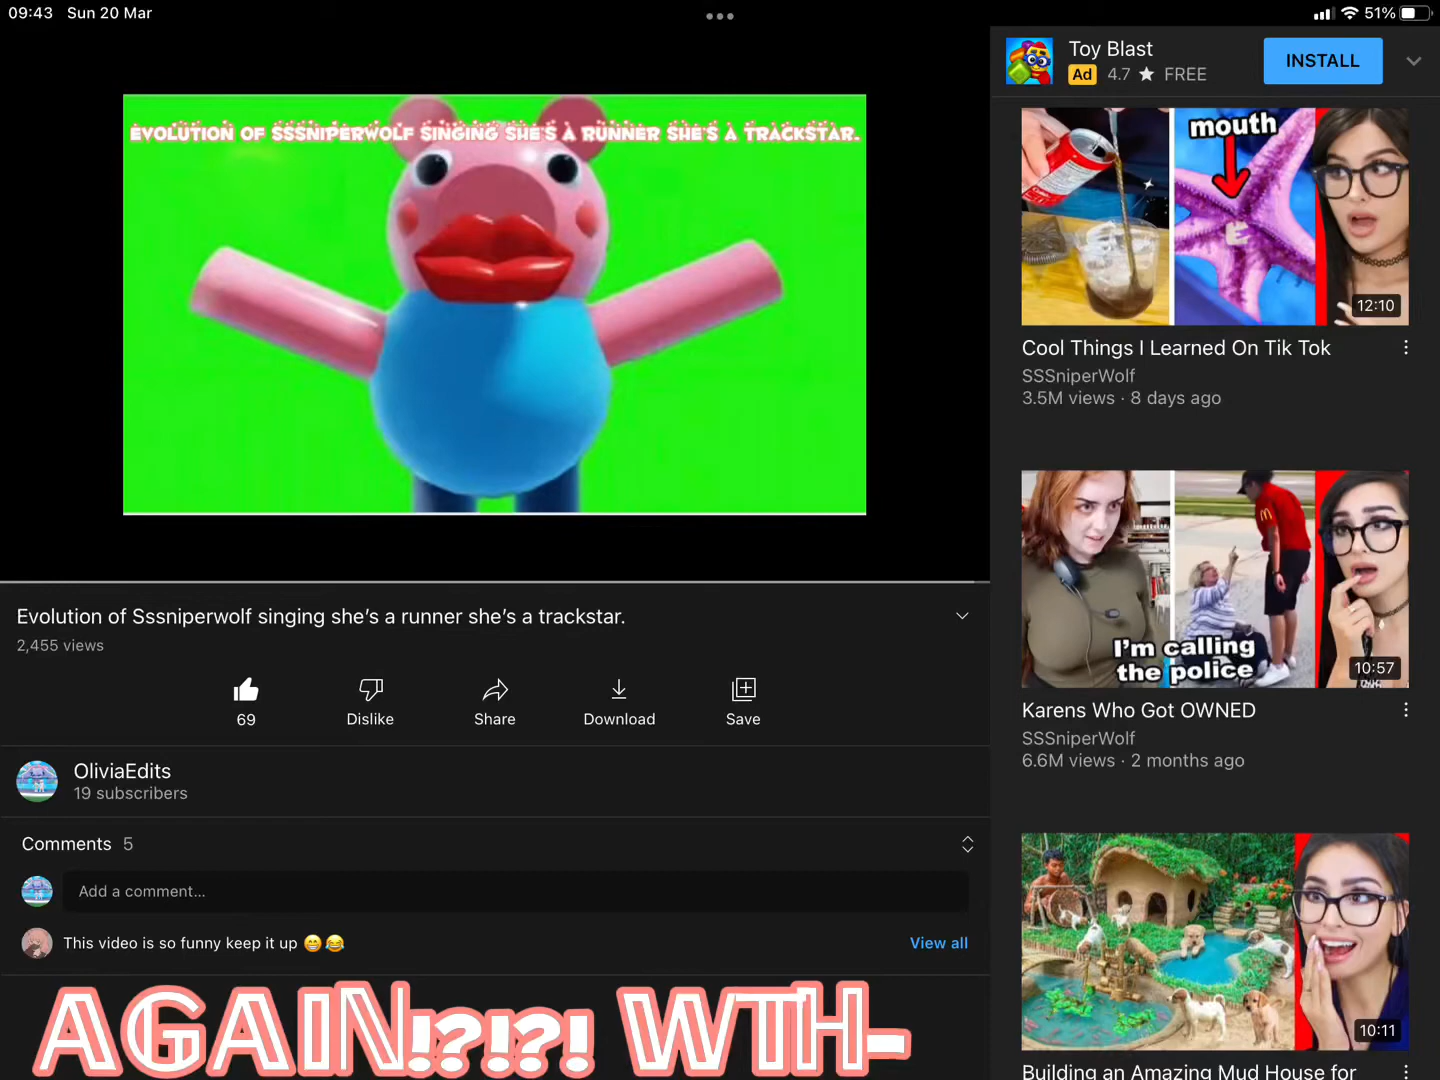 09:43 Sun 20 Mar
51%
EVOLUTION OF SSSNIPERWOLF SINGING SHE'S A RUNNER SHE'S A TRACKSTAR.
Evolution of Sssniperwolf singing she's a runner she's a trackstar.
2,455 views
69
Dislike
Share
Download
Save
OliviaEdits
19 subscribers
Comments 5
Add a comment...
This video is so funny keep it up 😁😂
View all
AGAIN!?!?! WTH-
Toy Blast
Ad 4.7 ★ FREE
INSTALL
mouth
12:10
Cool Things I Learned On Tik Tok
SSSniperWolf
3.5M views · 8 days ago
I'm calling
the police
10:57
Karens Who Got OWNED
SSSniperWolf
6.6M views · 2 months ago
10:11
Building an Amazing Mud House for